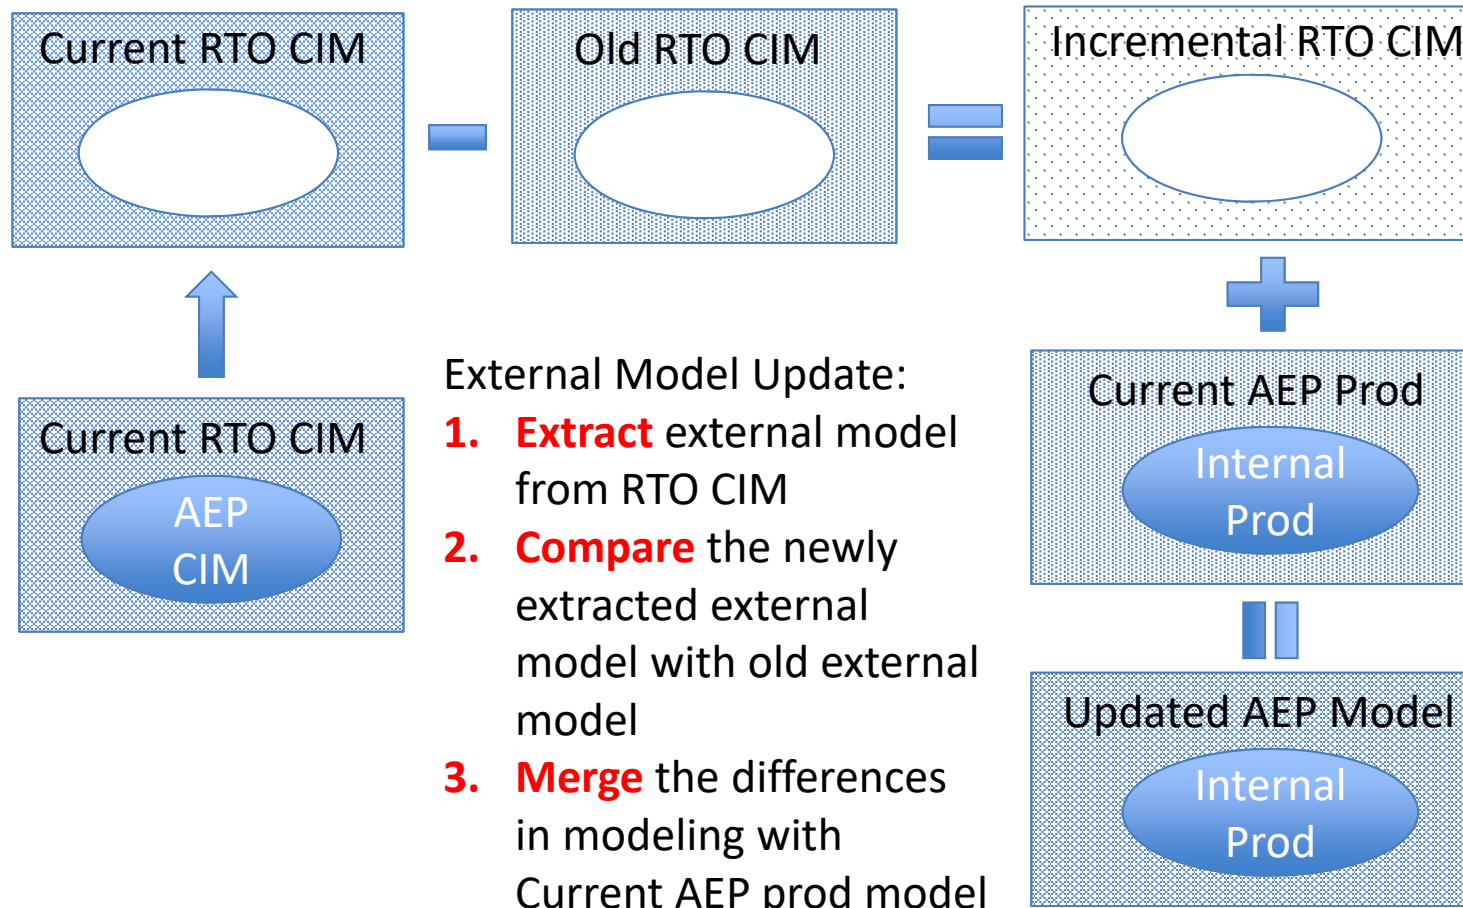 Current RTO CIM
Old RTO CIM
Incremental RTO CIM
Current RTO CIM
AEP
CIM
External Model Update:
1. Extract external model
from RTO CIM
2. Compare the newly
extracted external
model with old external
model
3. Merge the differences
in modeling with
Current AEP prod model
Current AEP Prod
Internal
Prod
Updated AEP Model
Internal
Prod